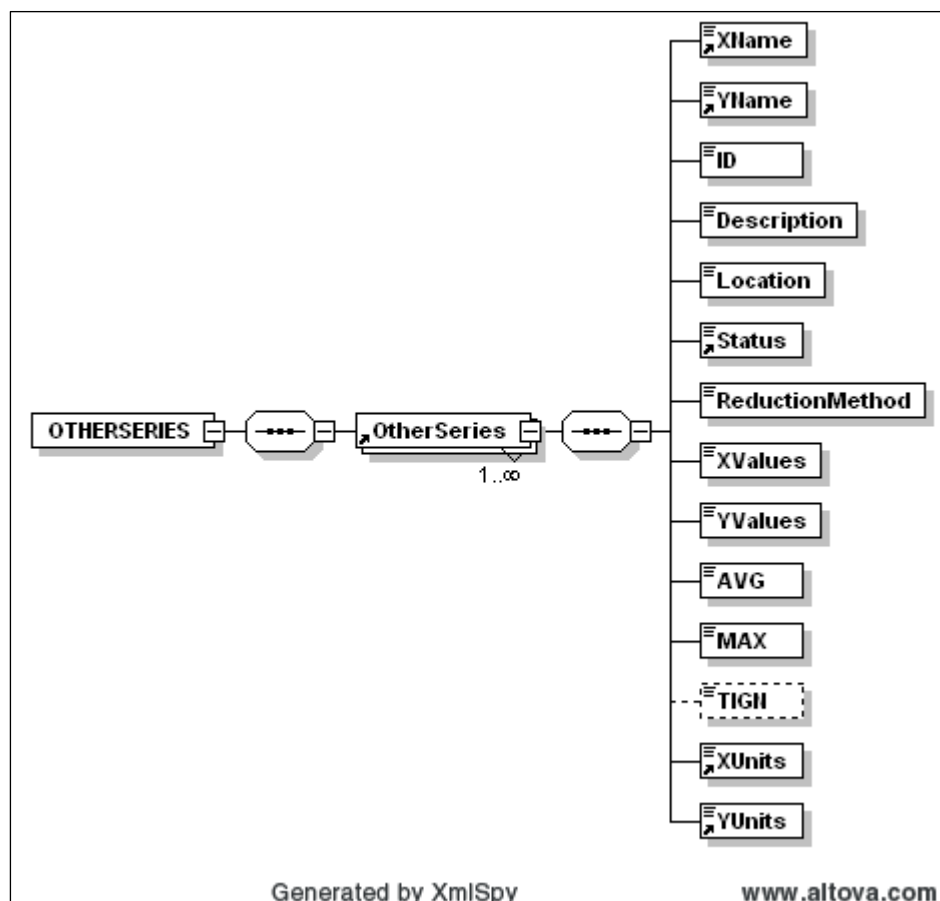 XName
YName
ID
Description
Location
Status
ReductionMethod
OTHERSERIES
OtherSeries
1..∞
XValues
YValues
AVG
MAX
TIGN
XUnits
YUnits
Generated by XmlSpy
www.altova.com